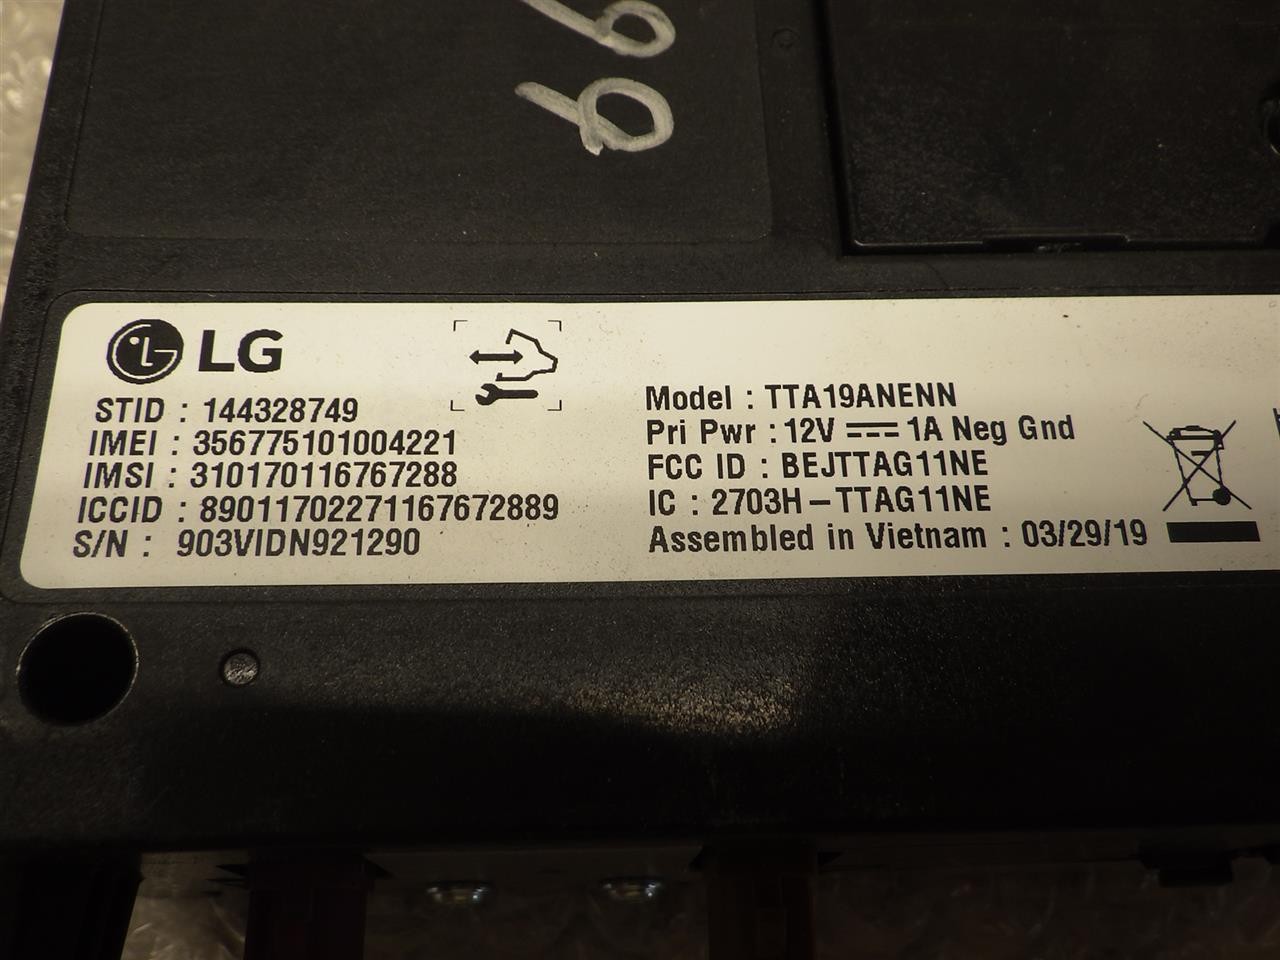 99
LG
STID : 144328749
IMEI : 356775101004221
IMSI : 310170116767288
ICCID : 89011702271167672889
S/N : 903VIDN921290
Model : TTA19ANENN
Pri Pwr : 12V ⎓ 1A Neg Gnd
FCC ID : BEJTTAG11NE
IC : 2703H-TTAG11NE
Assembled in Vietnam : 03/29/19